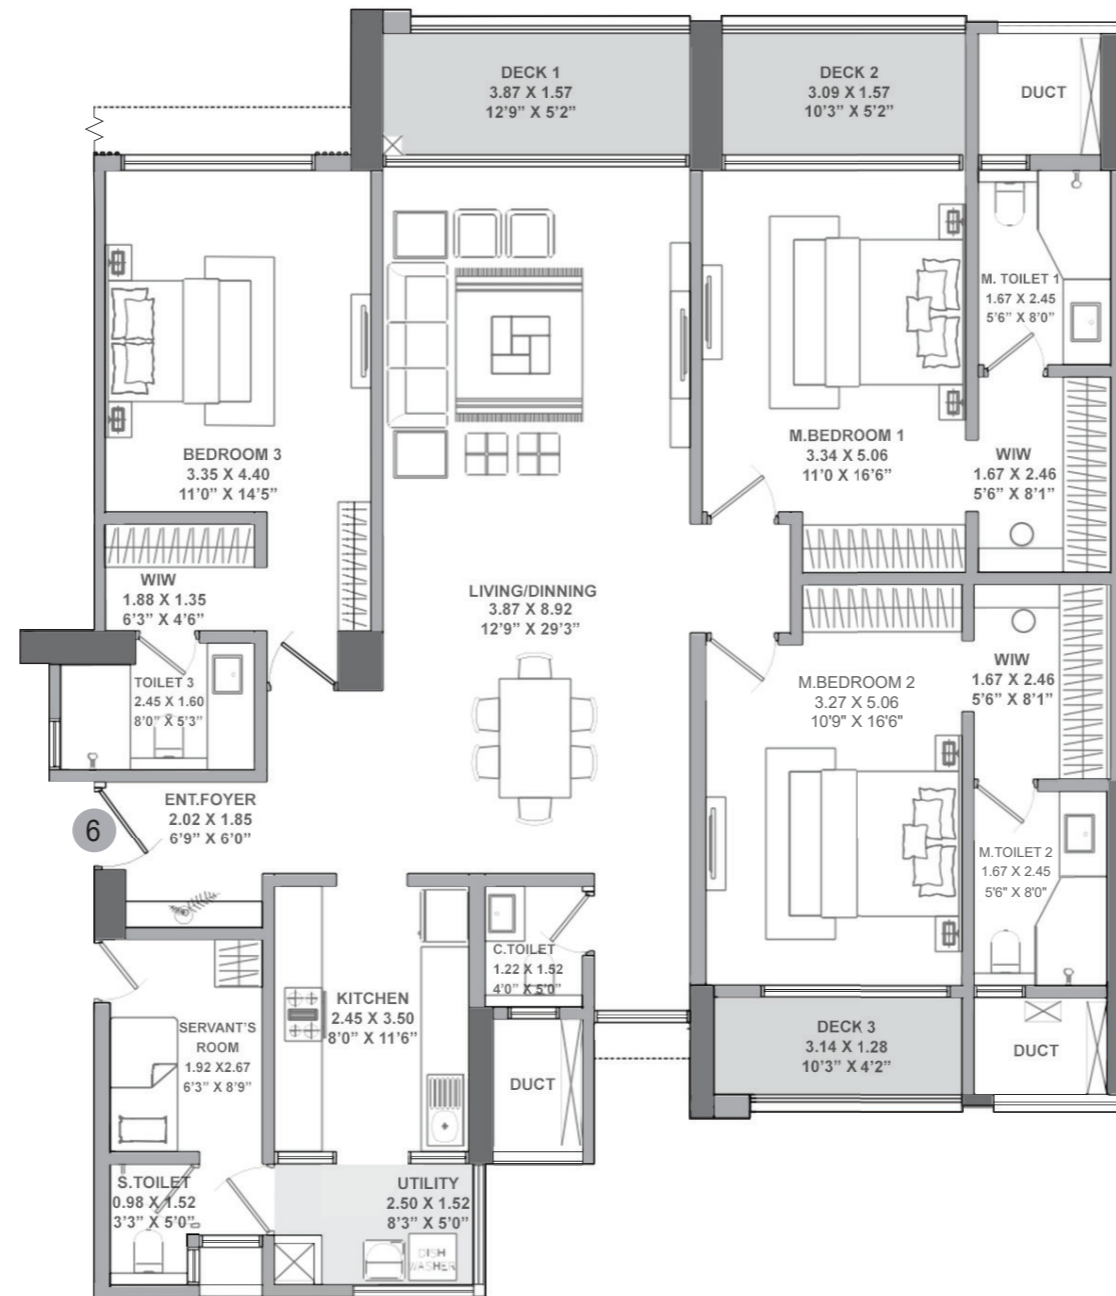 DECK 1
3.87 X 1.57
12'9" X 5'2"
DECK 2
3.09 X 1.57
10'3" X 5'2"
DUCT
M. TOILET 1
1.67 X 2.45
5'6" X 8'0"
BEDROOM 3
3.35 X 4.40
11'0" X 14'5"
M.BEDROOM 1
3.34 X 5.06
11'0 X 16'6"
WIW
1.67 X 2.46
5'6" X 8'1"
WIW
1.88 X 1.35
6'3" X 4'6"
LIVING/DINNING
3.87 X 8.92
12'9" X 29'3"
TOILET 3
2.45 X 1.60
8'0" X 5'3"
M.BEDROOM 2
3.27 X 5.06
10'9" X 16'6"
WIW
1.67 X 2.46
5'6" X 8'1"
6
ENT.FOYER
2.02 X 1.85
6'9" X 6'0"
M.TOILET 2
1.67 X 2.45
5'6" X 8'0"
C.TOILET
1.22 X 1.52
4'0" X 5'0"
KITCHEN
2.45 X 3.50
8'0" X 11'6"
SERVANT'S
ROOM
1.92 X2.67
6'3" X 8'9"
DECK 3
3.14 X 1.28
10'3" X 4'2"
DUCT
DUCT
S.TOILET
0.98 X 1.52
3'3" X 5'0"
UTILITY
2.50 X 1.52
8'3" X 5'0"
DISH
WASHER